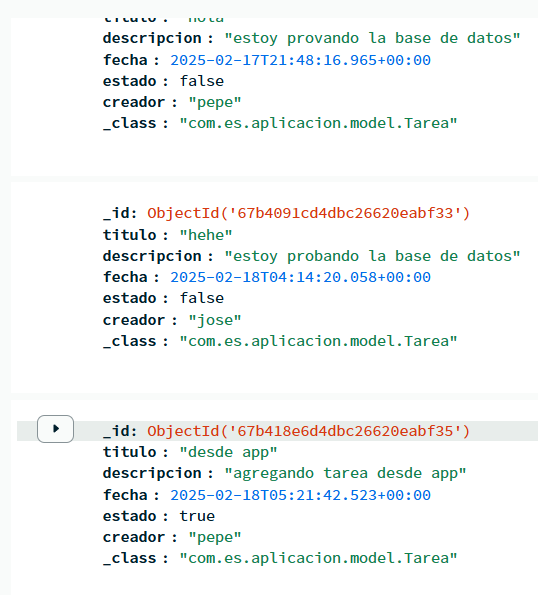 titulo : "hola"
descripcion : "estoy provando la base de datos"
fecha : 2025-02-17T21:48:16.965+00:00
estado : false
creador : "pepe"
_class : "com.es.aplicacion.model.Tarea"
_id: ObjectId('67b4091cd4dbc26620eabf33')
titulo : "hehe"
descripcion : "estoy probando la base de datos"
fecha : 2025-02-18T04:14:20.058+00:00
estado : false
creador : "jose"
_class : "com.es.aplicacion.model.Tarea"
_id: ObjectId('67b418e6d4dbc26620eabf35')
titulo : "desde app"
descripcion : "agregando tarea desde app"
fecha : 2025-02-18T05:21:42.523+00:00
estado : true
creador : "pepe"
_class : "com.es.aplicacion.model.Tarea"